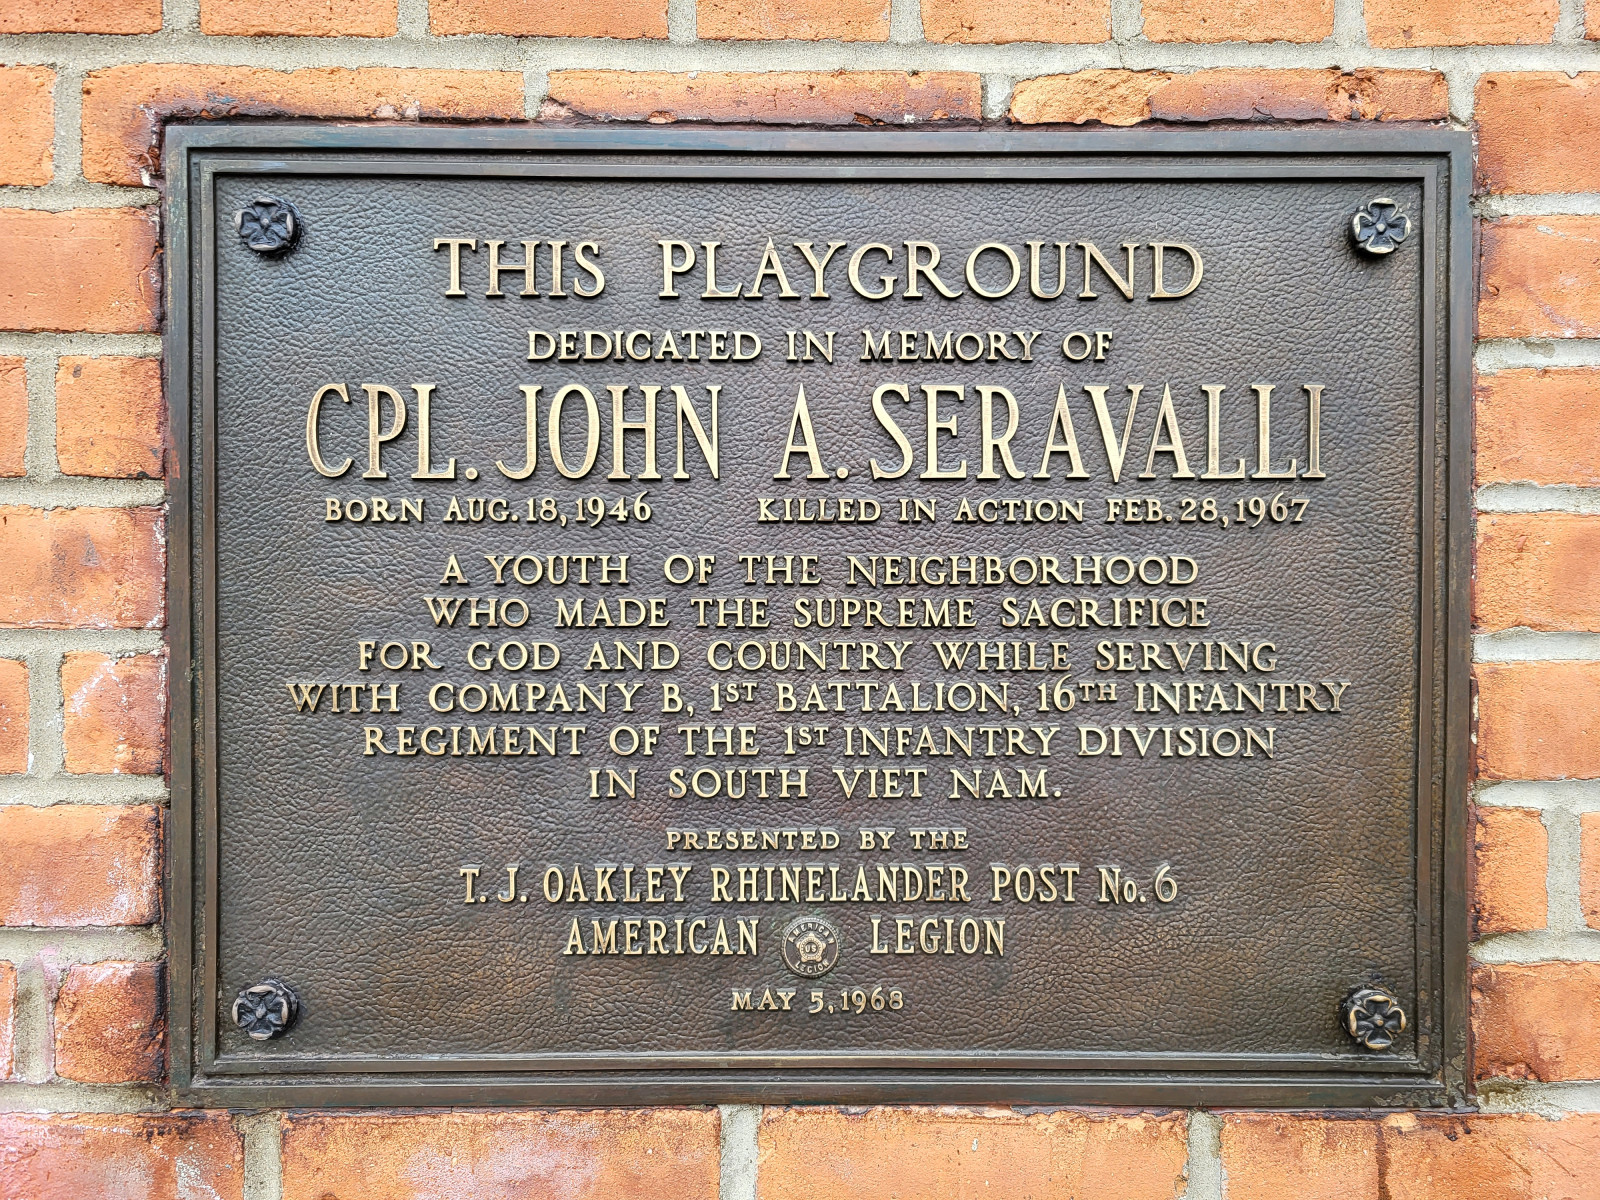 THIS PLAYGROUND
DEDICATED IN MEMORY OF
CPL. JOHN A. SERAVALLI
BORN AUG. 18, 1946 KILLED IN ACTION FEB. 28, 1967
A YOUTH OF THE NEIGHBORHOOD
WHO MADE THE SUPREME SACRIFICE
FOR GOD AND COUNTRY WHILE SERVING
WITH COMPANY B, 1ST BATTALION, 16TH INFANTRY
REGIMENT OF THE 1ST INFANTRY DIVISION
IN SOUTH VIET NAM.
PRESENTED BY THE
T. J. OAKLEY RHINELANDER POST No. 6
AMERICAN LEGION
AMERICAN
US
LEGION
MAY 5, 1968